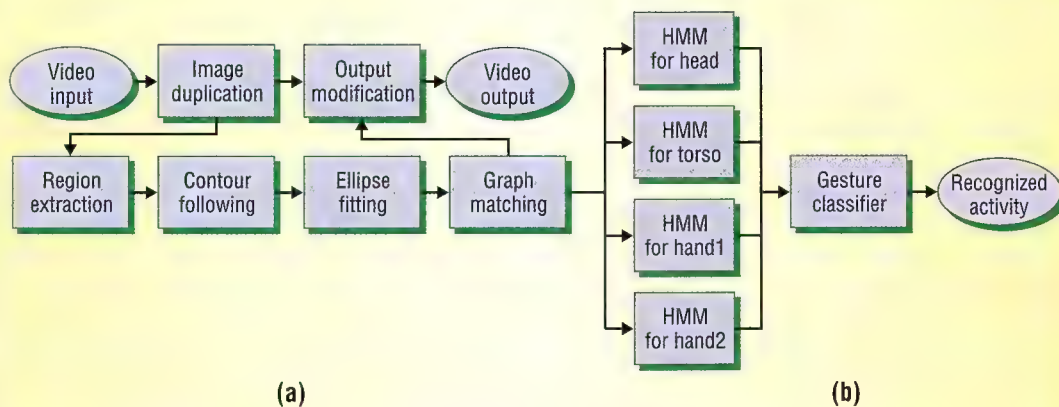 Video
input
Image
duplication
Output
modification
Video
output
Region
extraction
Contour
following
Ellipse
fitting
Graph
matching
HMM
for head
HMM
for torso
HMM
for hand1
HMM
for hand2
Gesture
classifier
Recognized
activity
(a)
(b)